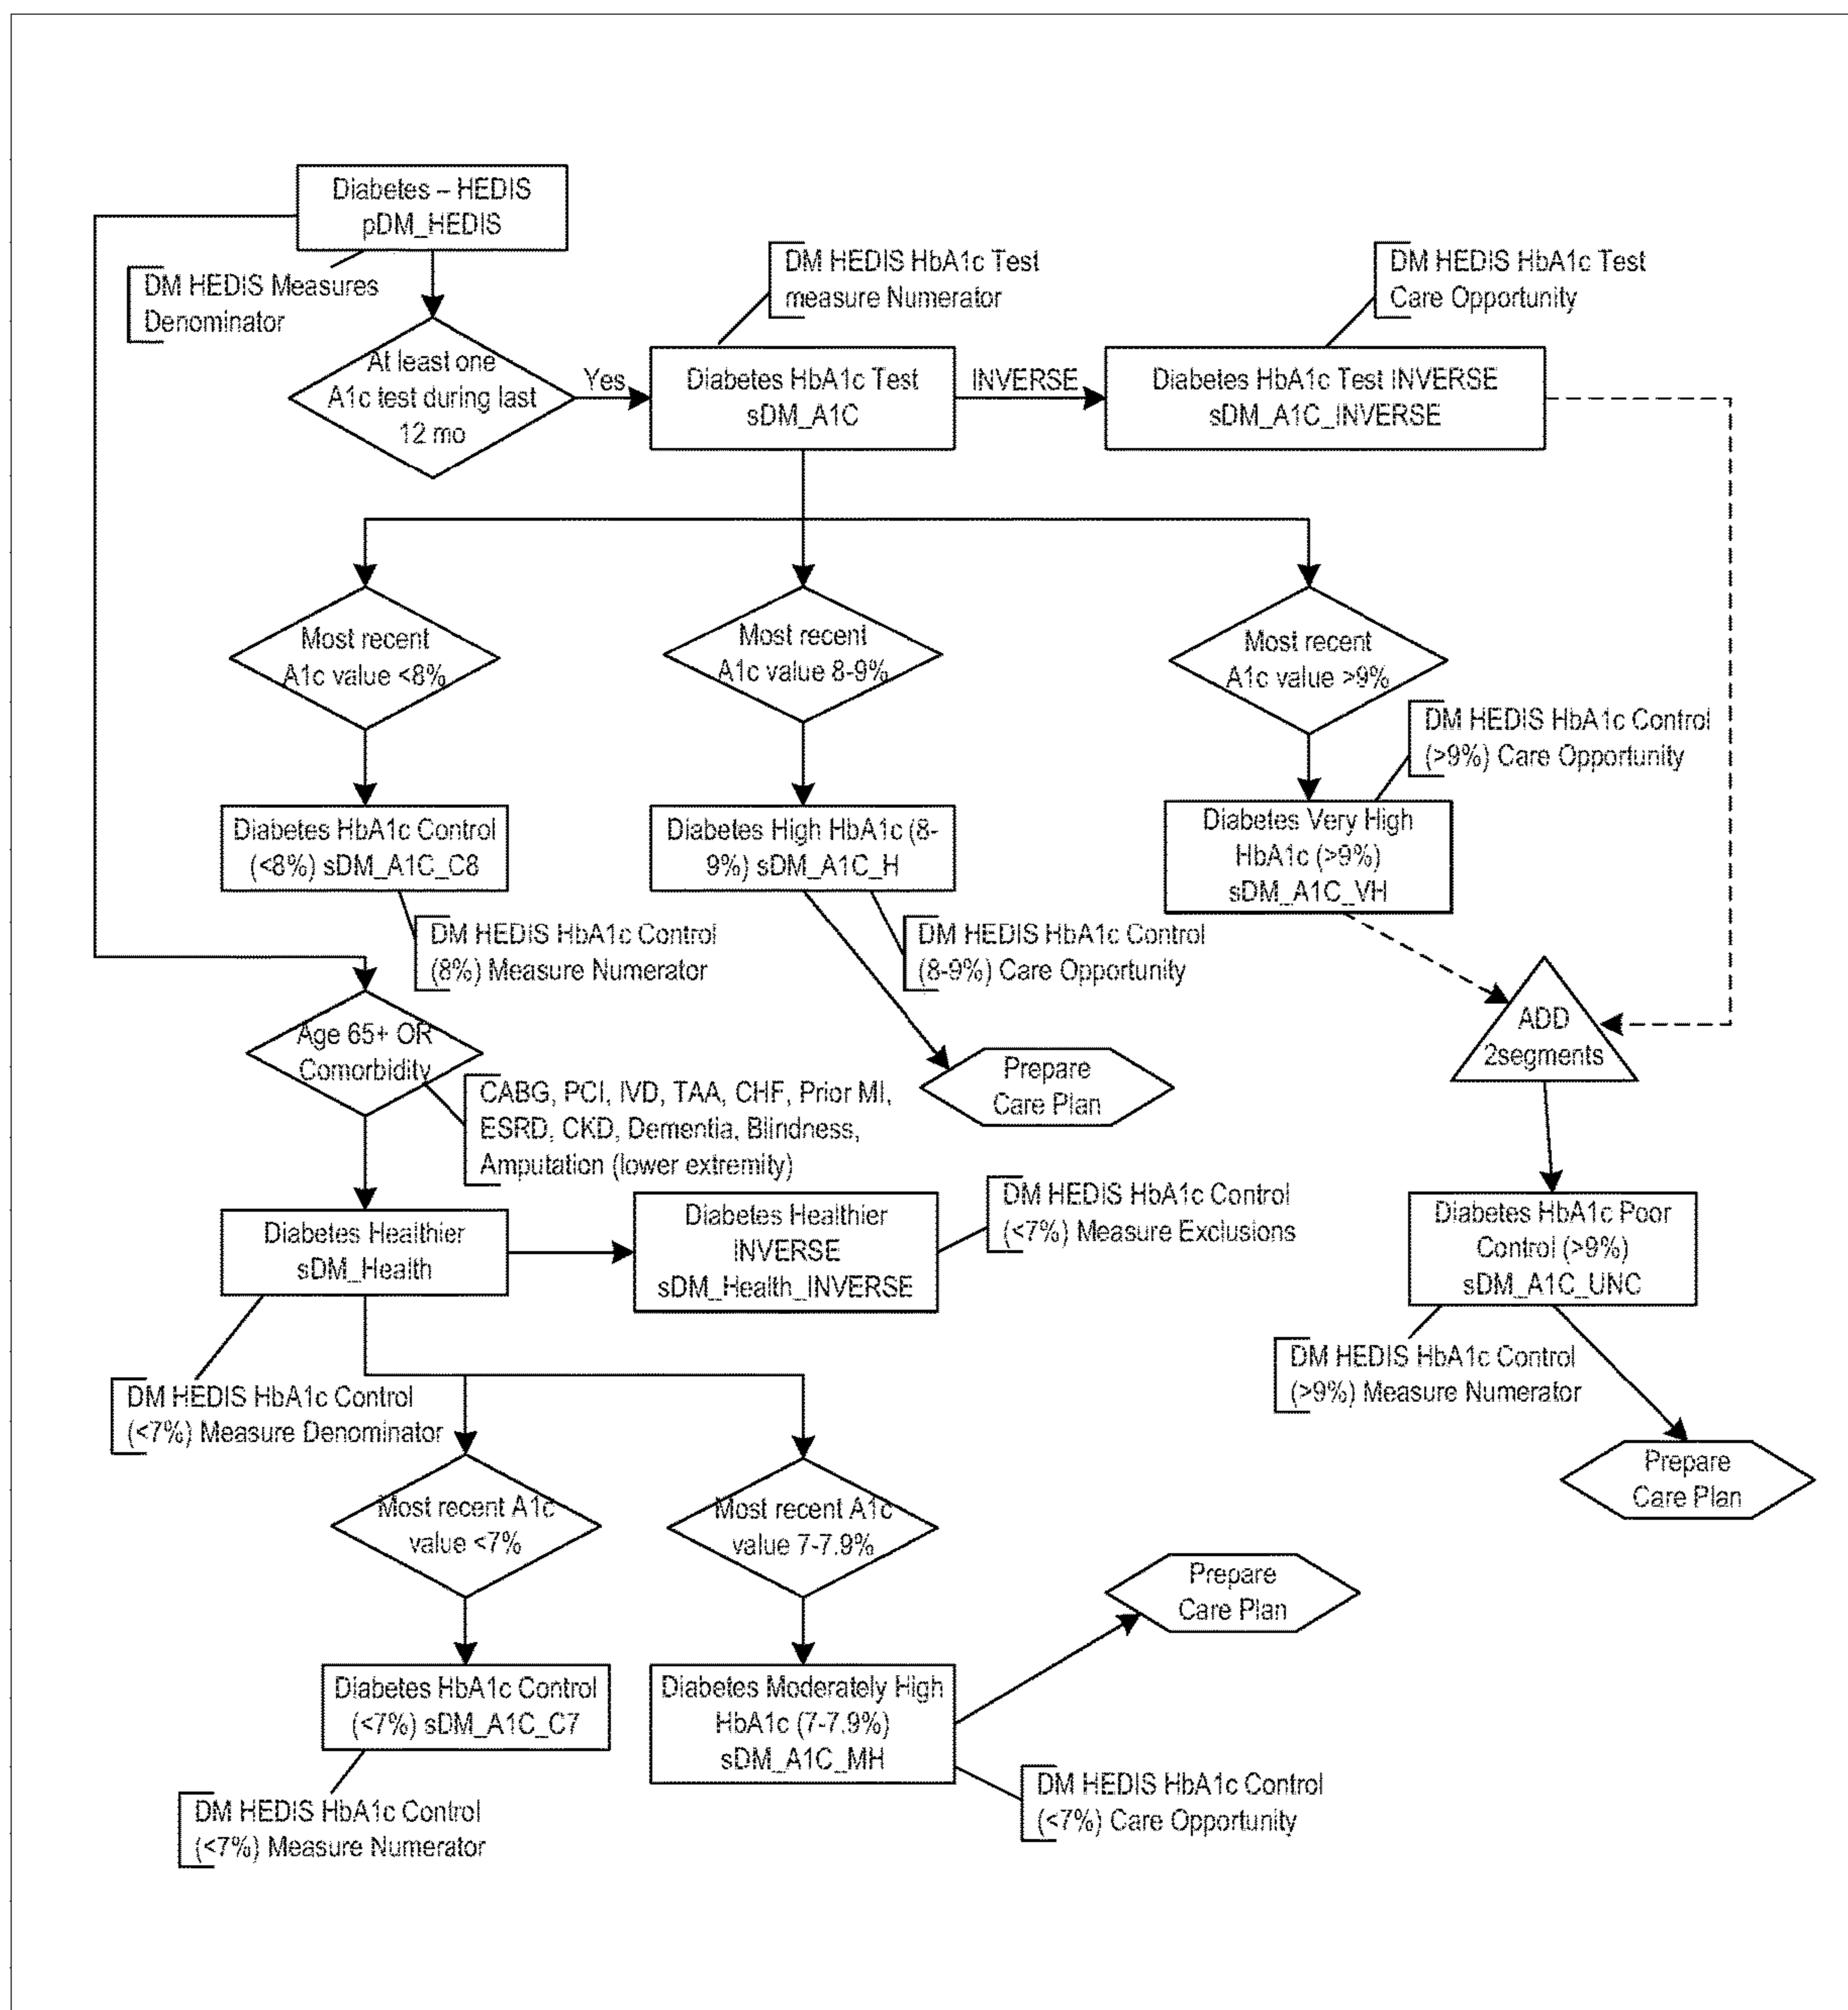 Diabetes – HEDIS
pDM_HEDIS
DM HEDIS Measures
Denominator
At least one
A1c test during last
12 mo
Yes
DM HEDIS HbA1c Test
measure Numerator
Diabetes HbA1c Test
sDM_A1C
INVERSE
DM HEDIS HbA1c Test
Care Opportunity
Diabetes HbA1c Test INVERSE
sDM_A1C_INVERSE
Most recent
A1c value <8%
Most recent
A1c value 8-9%
Most recent
A1c value >9%
DM HEDIS HbA1c Control
(>9%) Care Opportunity
Diabetes HbA1c Control
(<8%) sDM_A1C_C8
Diabetes High HbA1c (8-
9%) sDM_A1C_H
Diabetes Very High
HbA1c (>9%)
sDM_A1C_VH
DM HEDIS HbA1c Control
(8%) Measure Numerator
DM HEDIS HbA1c Control
(8-9%) Care Opportunity
Age 65+ OR
Comorbidity
CABG, PCI, IVD, TAA, CHF, Prior MI,
ESRD, CKD, Dementia, Blindness,
Amputation (lower extremity)
Prepare
Care Plan
ADD
2segments
Diabetes Healthier
sDM_Health
Diabetes Healthier
INVERSE
sDM_Health_INVERSE
DM HEDIS HbA1c Control
(<7%) Measure Exclusions
Diabetes HbA1c Poor
Control (>9%)
sDM_A1C_UNC
DM HEDIS HbA1c Control
(<7%) Measure Denominator
DM HEDIS HbA1c Control
(>9%) Measure Numerator
Prepare
Care Plan
Most recent A1c
value <7%
Most recent A1c
value 7-7.9%
Prepare
Care Plan
Diabetes HbA1c Control
(<7%) sDM_A1C_C7
Diabetes Moderately High
HbA1c (7-7.9%)
sDM_A1C_MH
DM HEDIS HbA1c Control
(<7%) Measure Numerator
DM HEDIS HbA1c Control
(<7%) Care Opportunity